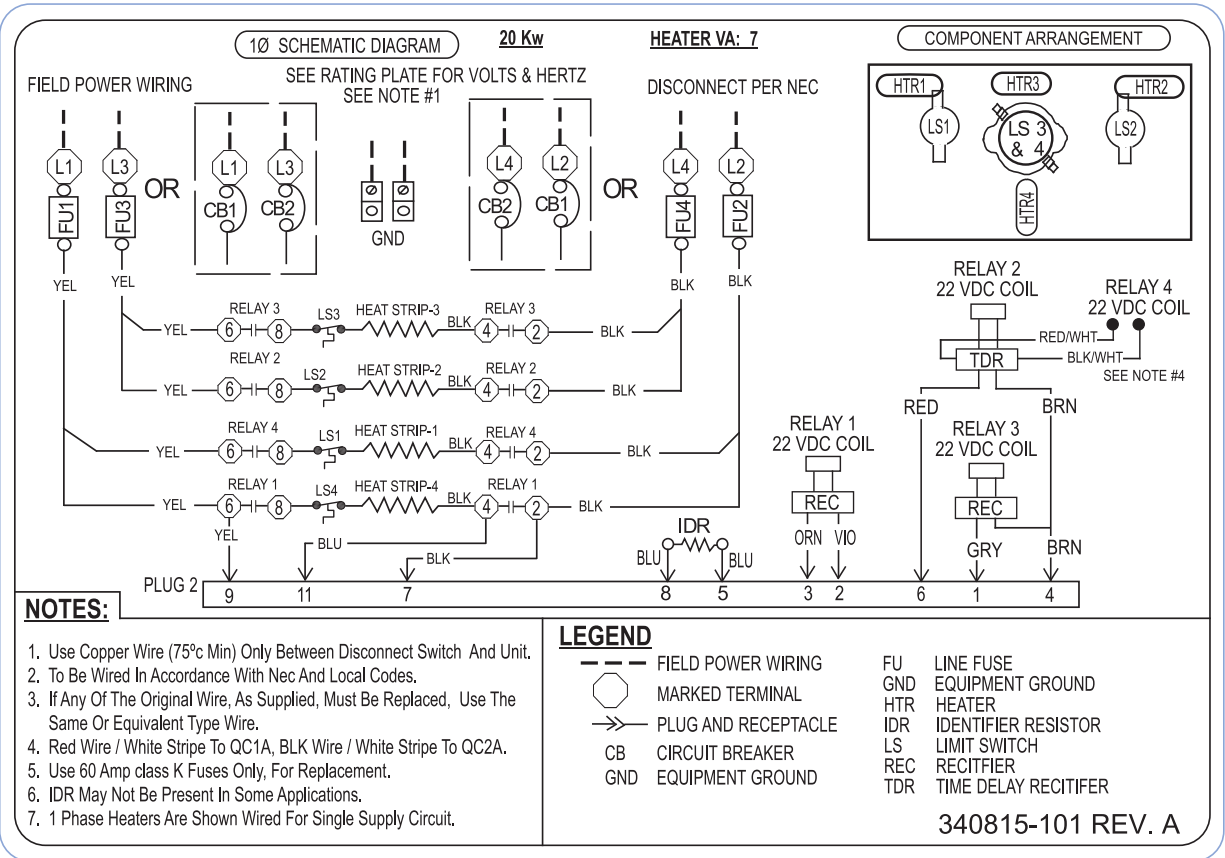 1Ø SCHEMATIC DIAGRAM
20 Kw
HEATER VA: 7
COMPONENT ARRANGEMENT
FIELD POWER WIRING
SEE RATING PLATE FOR VOLTS & HERTZ
SEE NOTE #1
DISCONNECT PER NEC
HTR1
HTR3
HTR2
LS1
LS 3
& 4
LS2
HTR4
L1
L3
OR
L1
L3
L4
L2
OR
L4
L2
FU1
FU3
CB1
CB2
GND
CB2
CB1
FU4
FU2
YEL
YEL
BLK
BLK
YEL
RELAY 3
6
8
LS3
HEAT STRIP-3
BLK
RELAY 3
4
2
BLK
YEL
RELAY 2
6
8
LS2
HEAT STRIP-2
BLK
RELAY 2
4
2
BLK
YEL
RELAY 4
6
8
LS1
HEAT STRIP-1
BLK
RELAY 4
4
2
BLK
YEL
RELAY 1
6
8
LS4
HEAT STRIP-4
BLK
RELAY 1
4
2
BLK
YEL
BLU
BLK
IDR
BLU
BLU
RELAY 1
22 VDC COIL
REC
ORN
VIO
RELAY 2
22 VDC COIL
RELAY 4
22 VDC COIL
RED/WHT
TDR
BLK/WHT
SEE NOTE #4
RED
BRN
RELAY 3
22 VDC COIL
REC
GRY
BRN
PLUG 2
9
11
7
8
5
3
2
6
1
4
NOTES:
1. Use Copper Wire (75ºc Min) Only Between Disconnect Switch And Unit.
2. To Be Wired In Accordance With Nec And Local Codes.
3. If Any Of The Original Wire, As Supplied, Must Be Replaced, Use The
Same Or Equivalent Type Wire.
4. Red Wire / White Stripe To QC1A, BLK Wire / White Stripe To QC2A.
5. Use 60 Amp class K Fuses Only, For Replacement.
6. IDR May Not Be Present In Some Applications.
7. 1 Phase Heaters Are Shown Wired For Single Supply Circuit.
LEGEND
FIELD POWER WIRING
MARKED TERMINAL
PLUG AND RECEPTACLE
CB CIRCUIT BREAKER
GND EQUIPMENT GROUND
FU LINE FUSE
GND EQUIPMENT GROUND
HTR HEATER
IDR IDENTIFIER RESISTOR
LS LIMIT SWITCH
REC RECITFIER
TDR TIME DELAY RECITIFER
340815-101 REV. A